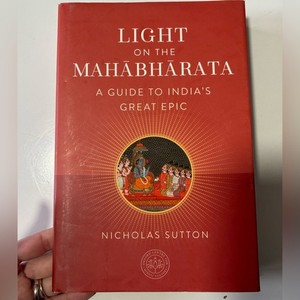 LIGHT
ON THE
MAHĀBHĀRATA
A GUIDE TO INDIA'S
GREAT EPIC
NICHOLAS SUTTON